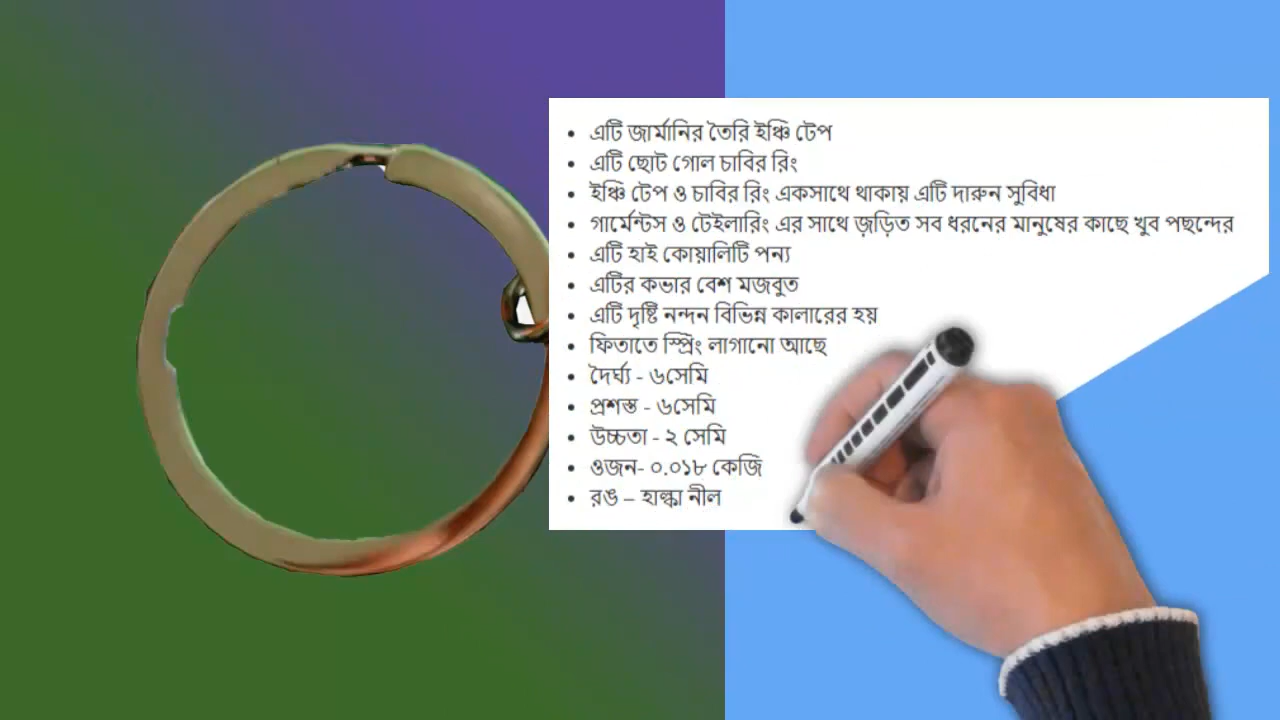 এটি জার্মানির তৈরি ইঞ্চি টেপ
এটি ছোট গোল চাবির রিং
ইঞ্চি টেপ ও চাবির রিং একসাথে থাকায় এটি দারুন সুবিধা
গার্মেন্টস ও টেইলারিং এর সাথে জড়িত সব ধরনের মানুষের কাছে খুব পছন্দের
এটি হাই কোয়ালিটি পন্য
এটির কভার বেশ মজবুত
এটি দৃষ্টি নন্দন বিভিন্ন কালারের হয়
ফিতাতে স্প্রিং লাগানো আছে
দৈর্ঘ্য - ৬সেমি
প্রশস্ত - ৬সেমি
উচ্চতা - ২ সেমি
ওজন- ০.০১৮ কেজি
রঙ – হাল্কা নীল